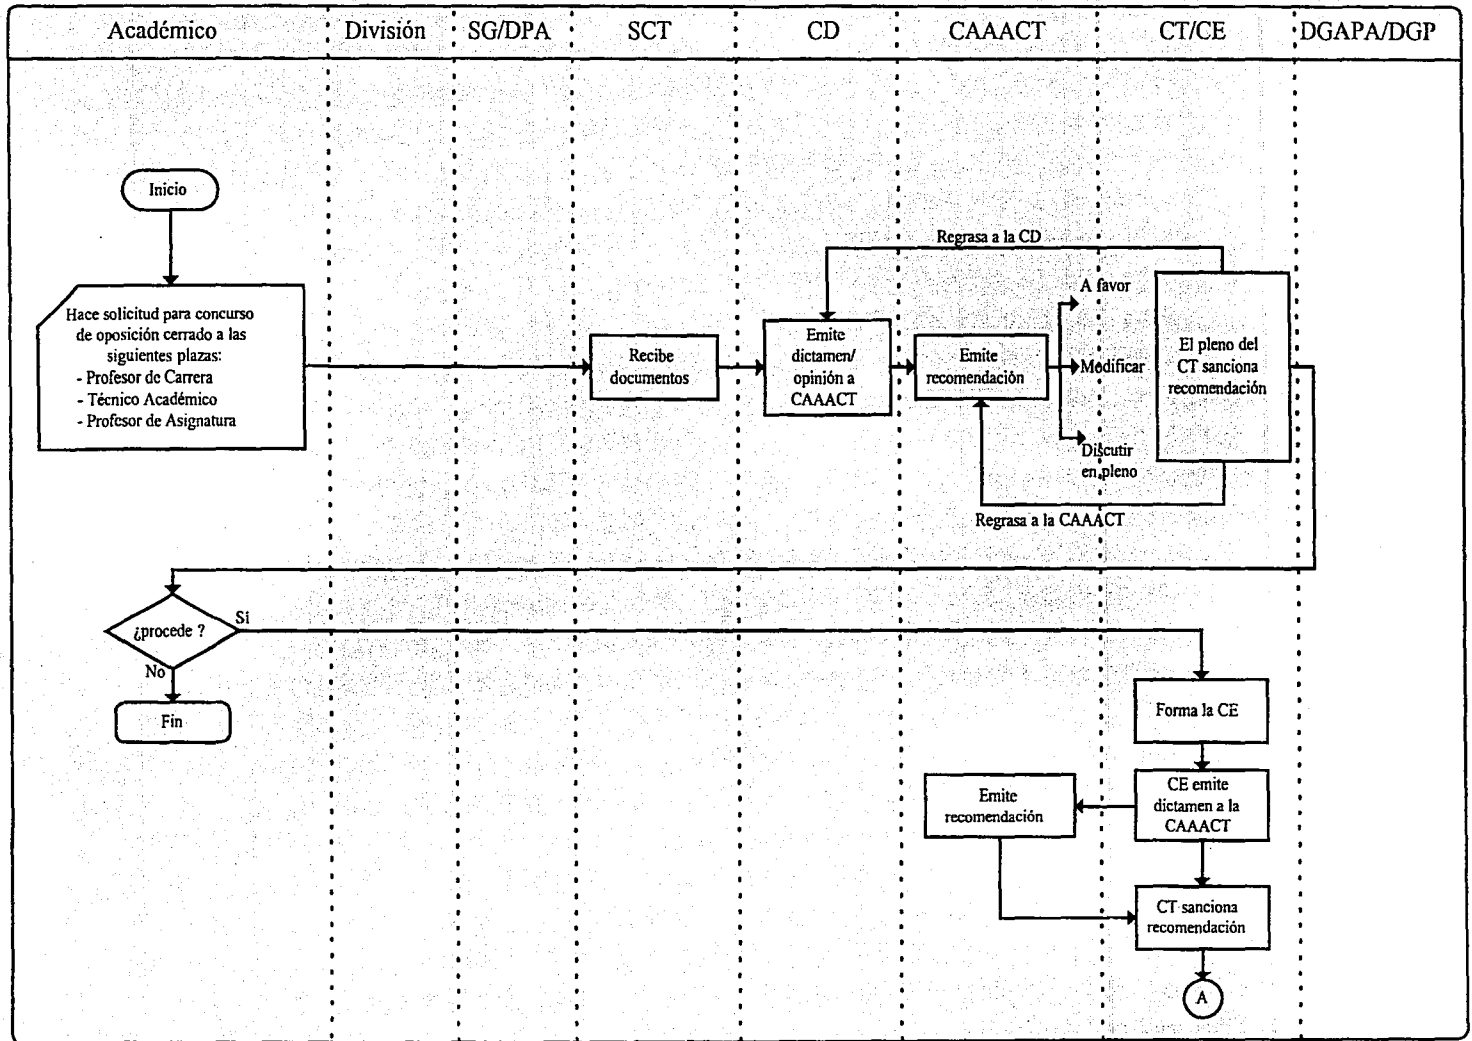 Académico
División
SG/DPA
SCT
CD
CAAACT
CT/CE
DGAPA/DGP
Inicio
Hace solicitud para concurso
de oposición cerrado a las
siguientes plazas:
- Profesor de Carrera
- Técnico Académico
- Profesor de Asignatura
Recibe
documentos
Emite
dictamen/
opinión a
CAAACT
Emite
recomendación
Regrasa a la CD
A favor
Modificar
Discutir
en pleno
El pleno del
CT sanciona
recomendación
Regrasa a la CAAACT
¿procede ?
Si
No
Fin
Forma la CE
CE emite
dictamen a la
CAAACT
Emite
recomendación
CT sanciona
recomendación
A